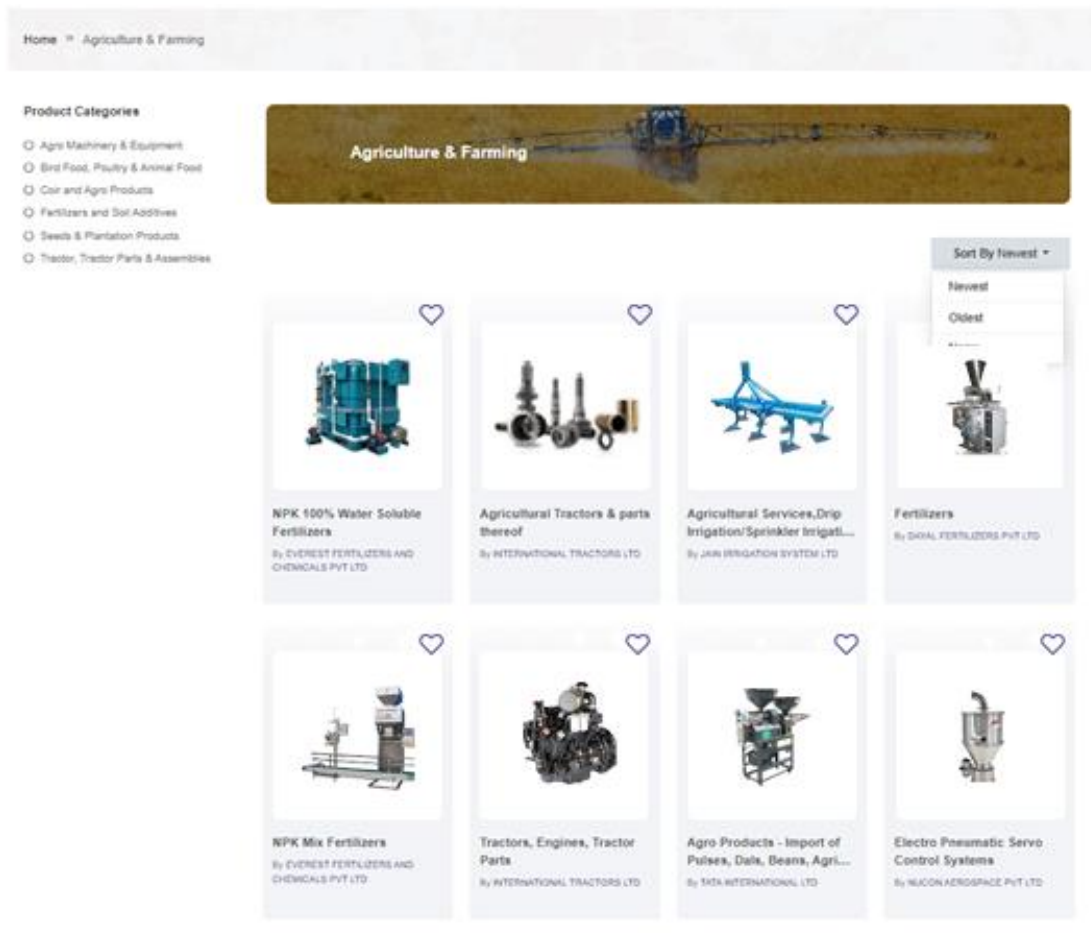 Home » Agriculture & Farming
Product Categories
Agro Machinery & Equipment
Bird Food, Poultry & Animal Food
Coir and Agro Products
Fertilizers and Soil Additives
Seeds & Plantation Products
Tractor, Tractor Parts & Assemblies
Agriculture & Farming
Sort By Newest
Newest
Oldest
NPK 100% Water Soluble
Fertilizers
By EVEREST FERTILIZERS AND
CHEMICALS PVT LTD
Agricultural Tractors & parts
thereof
By INTERNATIONAL TRACTORS LTD
Agricultural Services,Drip
Irrigation/Sprinkler Irrigati...
By JAIN IRRIGATION SYSTEM LTD
Fertilizers
By DAYAL FERTILIZERS PVT LTD
NPK Mix Fertilizers
By EVEREST FERTILIZERS AND
CHEMICALS PVT LTD
Tractors, Engines, Tractor
Parts
By INTERNATIONAL TRACTORS LTD
Agro Products - Import of
Pulses, Dals, Beans, Agri...
By TATA INTERNATIONAL LTD
Electro Pneumatic Servo
Control Systems
By NUCON AEROSPACE PVT LTD